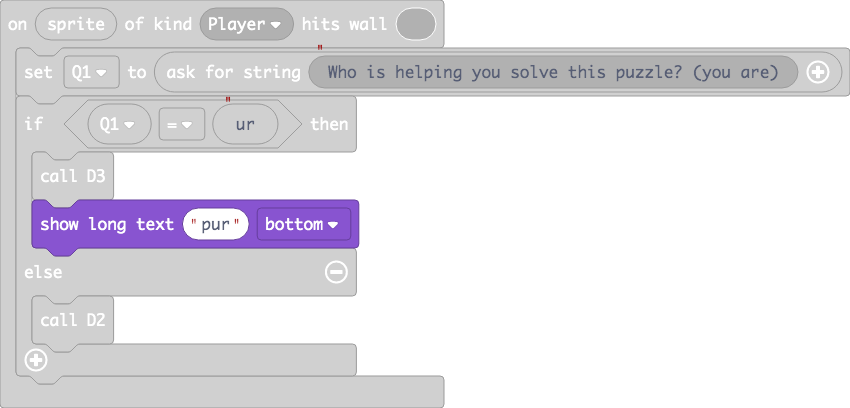 on sprite of kind Player hits wall
set Q1 to ask for string "Who is helping you solve this puzzle? (you are)
if Q1 = "ur then
call D3
show long text "pur" bottom
else
call D2